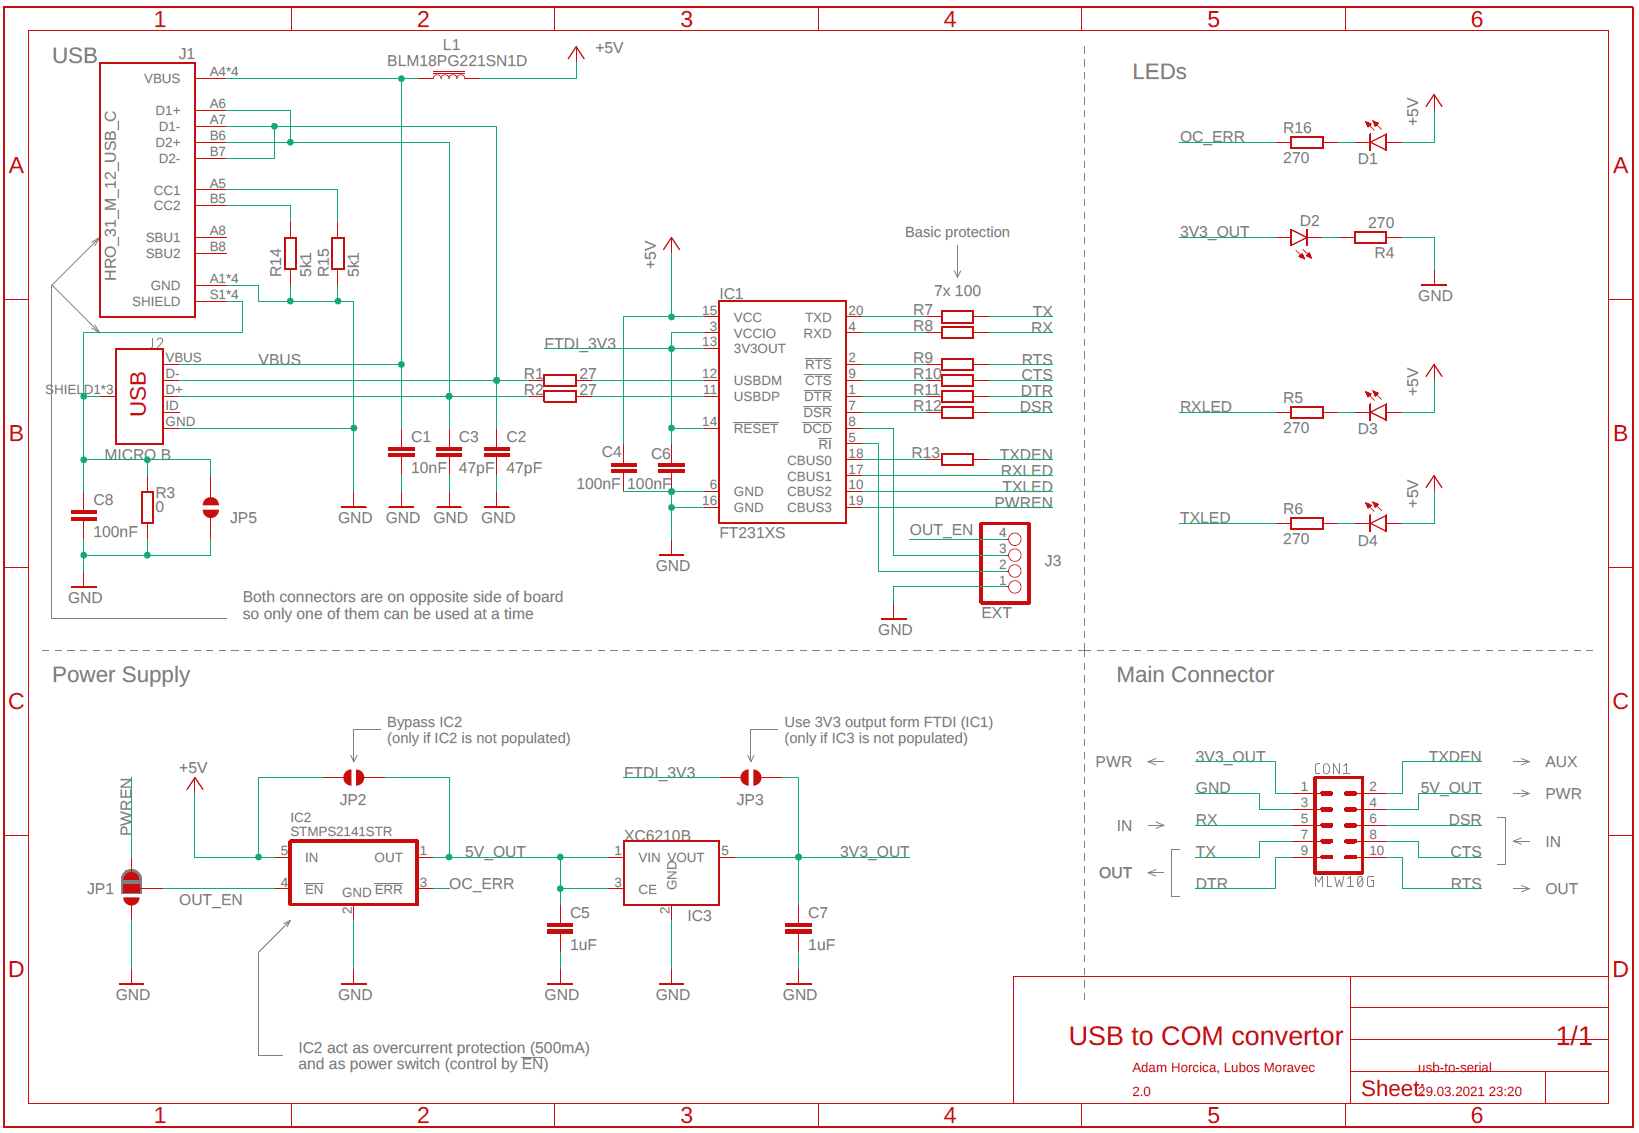 1 2 3 4 5 6
A
B
C
D
A
B
C
D
USB
J1
HRO_31_M_12_USB_C
VBUS A4*4
D1+ A6
D1- A7
D2+ B6
D2- B7
CC1 A5
CC2 B5
SBU1 A8
SBU2 B8
GND A1*4
SHIELD S1*4
L1
BLM18PG221SN1D
+5V
R14
5k1
R15
5k1
J2
USB
VBUS
D-
D+
ID
GND
SHIELD1*3
MICRO B
VBUS
C8
100nF
R3
0
JP5
GND
GND
GND
GND
GND
C1
10nF
C3
47pF
C2
47pF
R1 27
R2 27
FTDI_3V3
+5V
C4
100nF
C6
100nF
GND
Both connectors are on opposite side of board
so only one of them can be used at a time
IC1
15 VCC
3 VCCIO
13 3V3OUT
12 USBDM
11 USBDP
14 RESET
6 GND
16 GND
TXD 20
RXD 4
RTS 2
CTS 9
DTR 1
DSR 7
DCD 8
RI 5
CBUS0 18
CBUS1 17
CBUS2 10
CBUS3 19
FT231XS
Basic protection
7x 100
R7 TX
R8 RX
R9 RTS
R10 CTS
R11 DTR
R12 DSR
R13 TXDEN
RXLED
TXLED
PWREN
OUT_EN
4
3
2
1
J3
EXT
GND
LEDs
OC_ERR
R16
270
D1
+5V
3V3_OUT
D2
270
R4
GND
RXLED
R5
270
D3
+5V
TXLED
R6
270
D4
+5V
Power Supply
Bypass IC2
(only if IC2 is not populated)
JP2
Use 3V3 output form FTDI (IC1)
(only if IC3 is not populated)
FTDI_3V3
JP3
+5V
PWREN
JP1
OUT_EN
GND
IC2
STMPS2141STR
5 IN OUT 1
4 EN GND ERR 3
2
GND
5V_OUT
OC_ERR
XC6210B
1 VIN VOUT 5
3 CE GND
2
IC3
GND
C5
1uF
GND
3V3_OUT
C7
1uF
GND
IC2 act as overcurrent protection (500mA)
and as power switch (control by EN)
Main Connector
PWR
IN
OUT
3V3_OUT
GND
RX
TX
DTR
CON1
1 2
3 4
5 6
7 8
9 10
MLW10G
TXDEN
5V_OUT
DSR
CTS
RTS
AUX
PWR
IN
OUT
USB to COM convertor
Adam Horcica, Lubos Moravec
2.0
1/1
usb-to-serial
Sheet:
29.03.2021 23:20
1 2 3 4 5 6